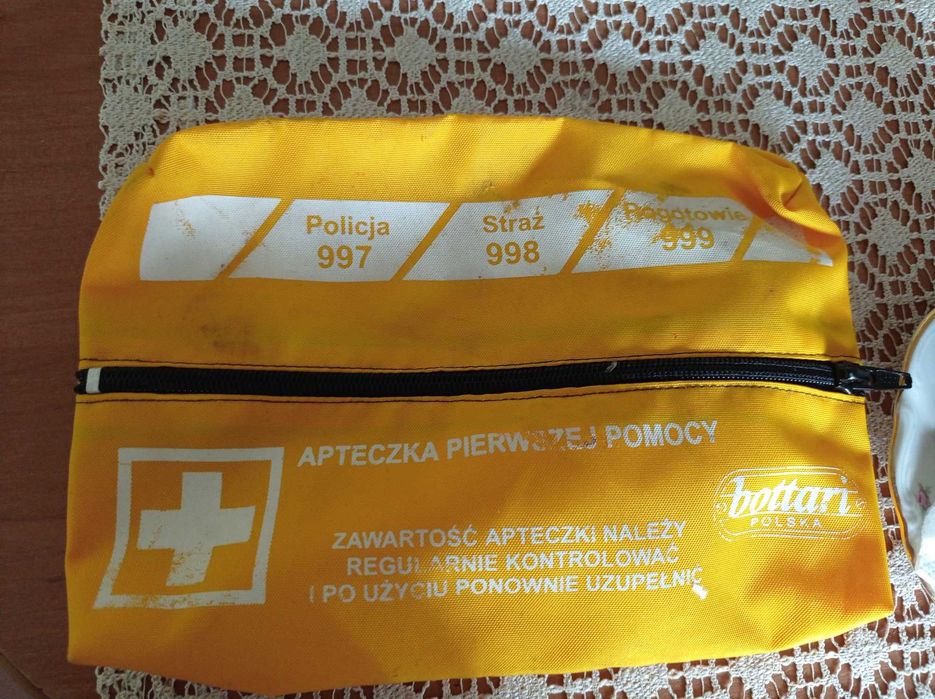 Policja
997
Straż
998
Pogotowie
999
APTECZKA PIERWSZEJ POMOCY
bottari
POLSKA
ZAWARTOŚĆ APTECZKI NALEŻY
REGULARNIE KONTROLOWAĆ
I PO UŻYCIU PONOWNIE UZUPEŁNIĆ